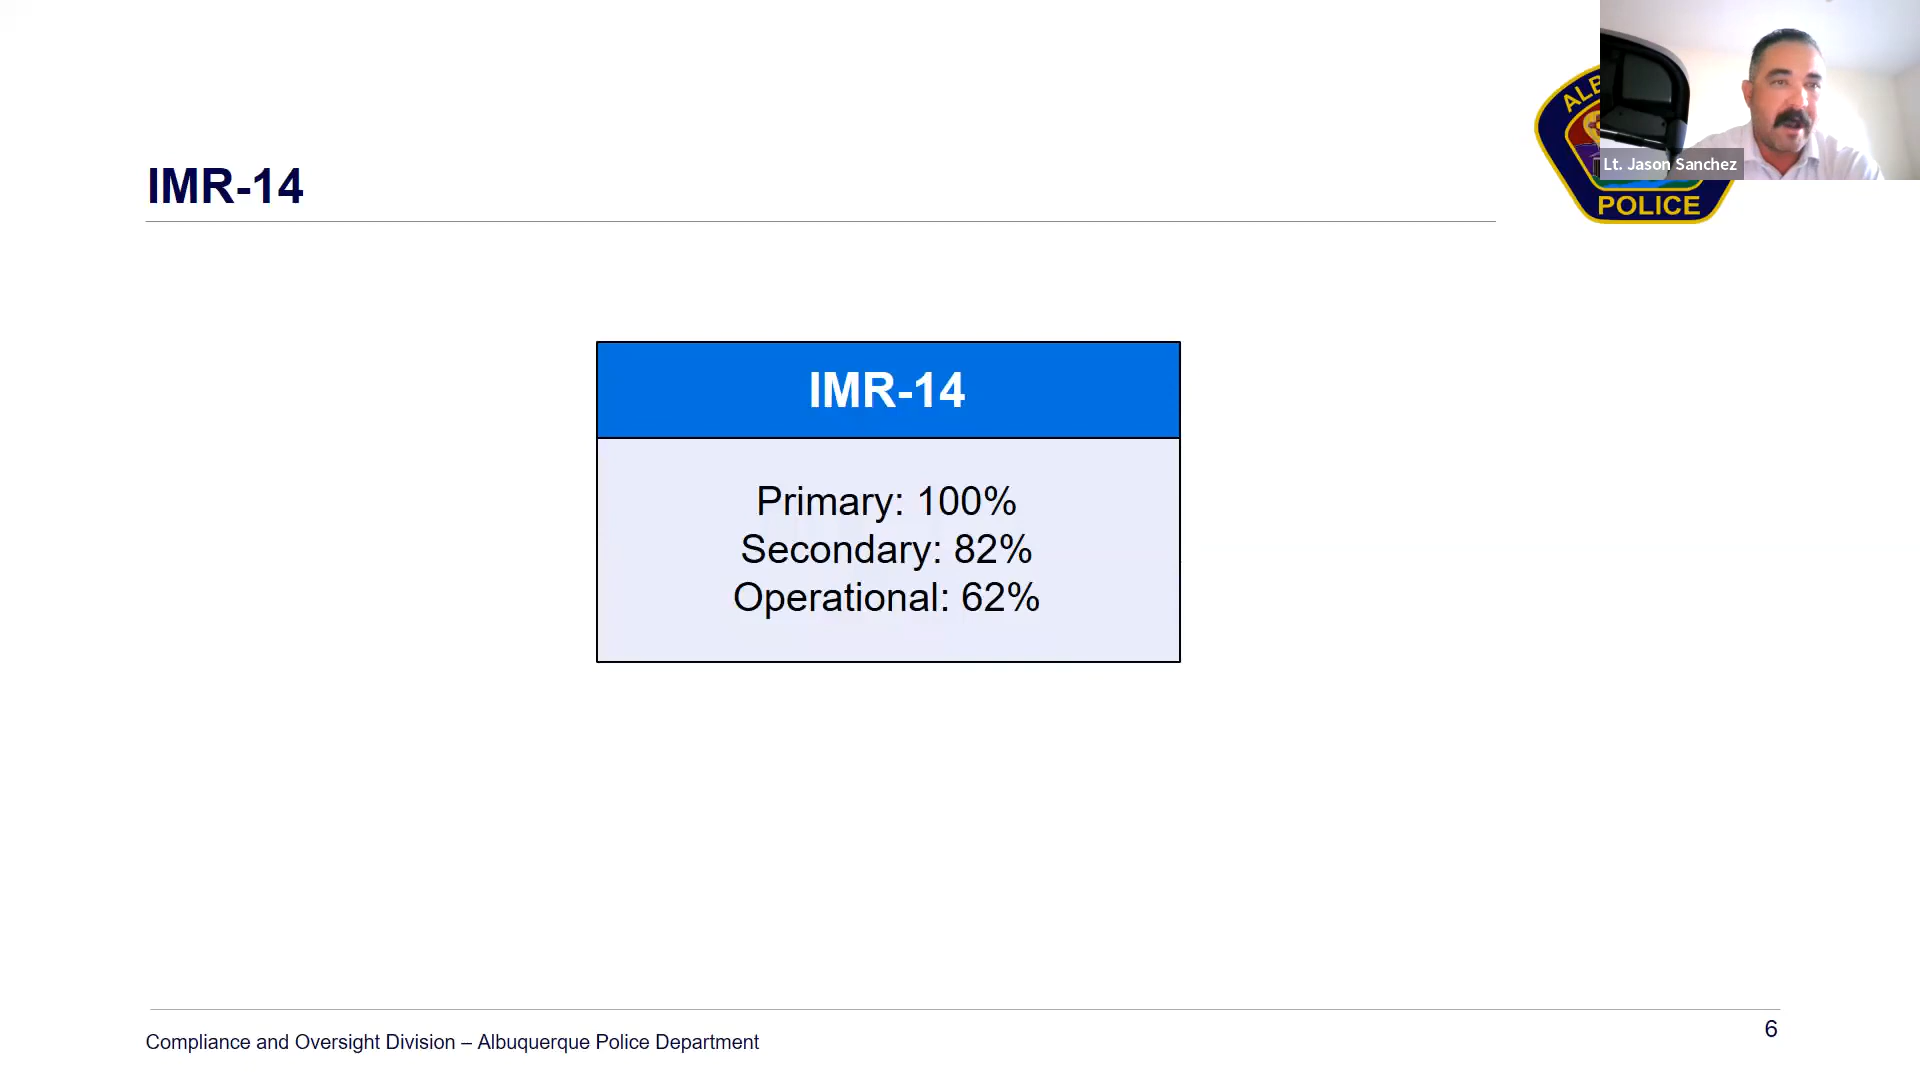 IMR-14
Lt. Jason Sanchez
POLICE
IMR-14
Primary: 100%
Secondary: 82%
Operational: 62%
Compliance and Oversight Division – Albuquerque Police Department
6